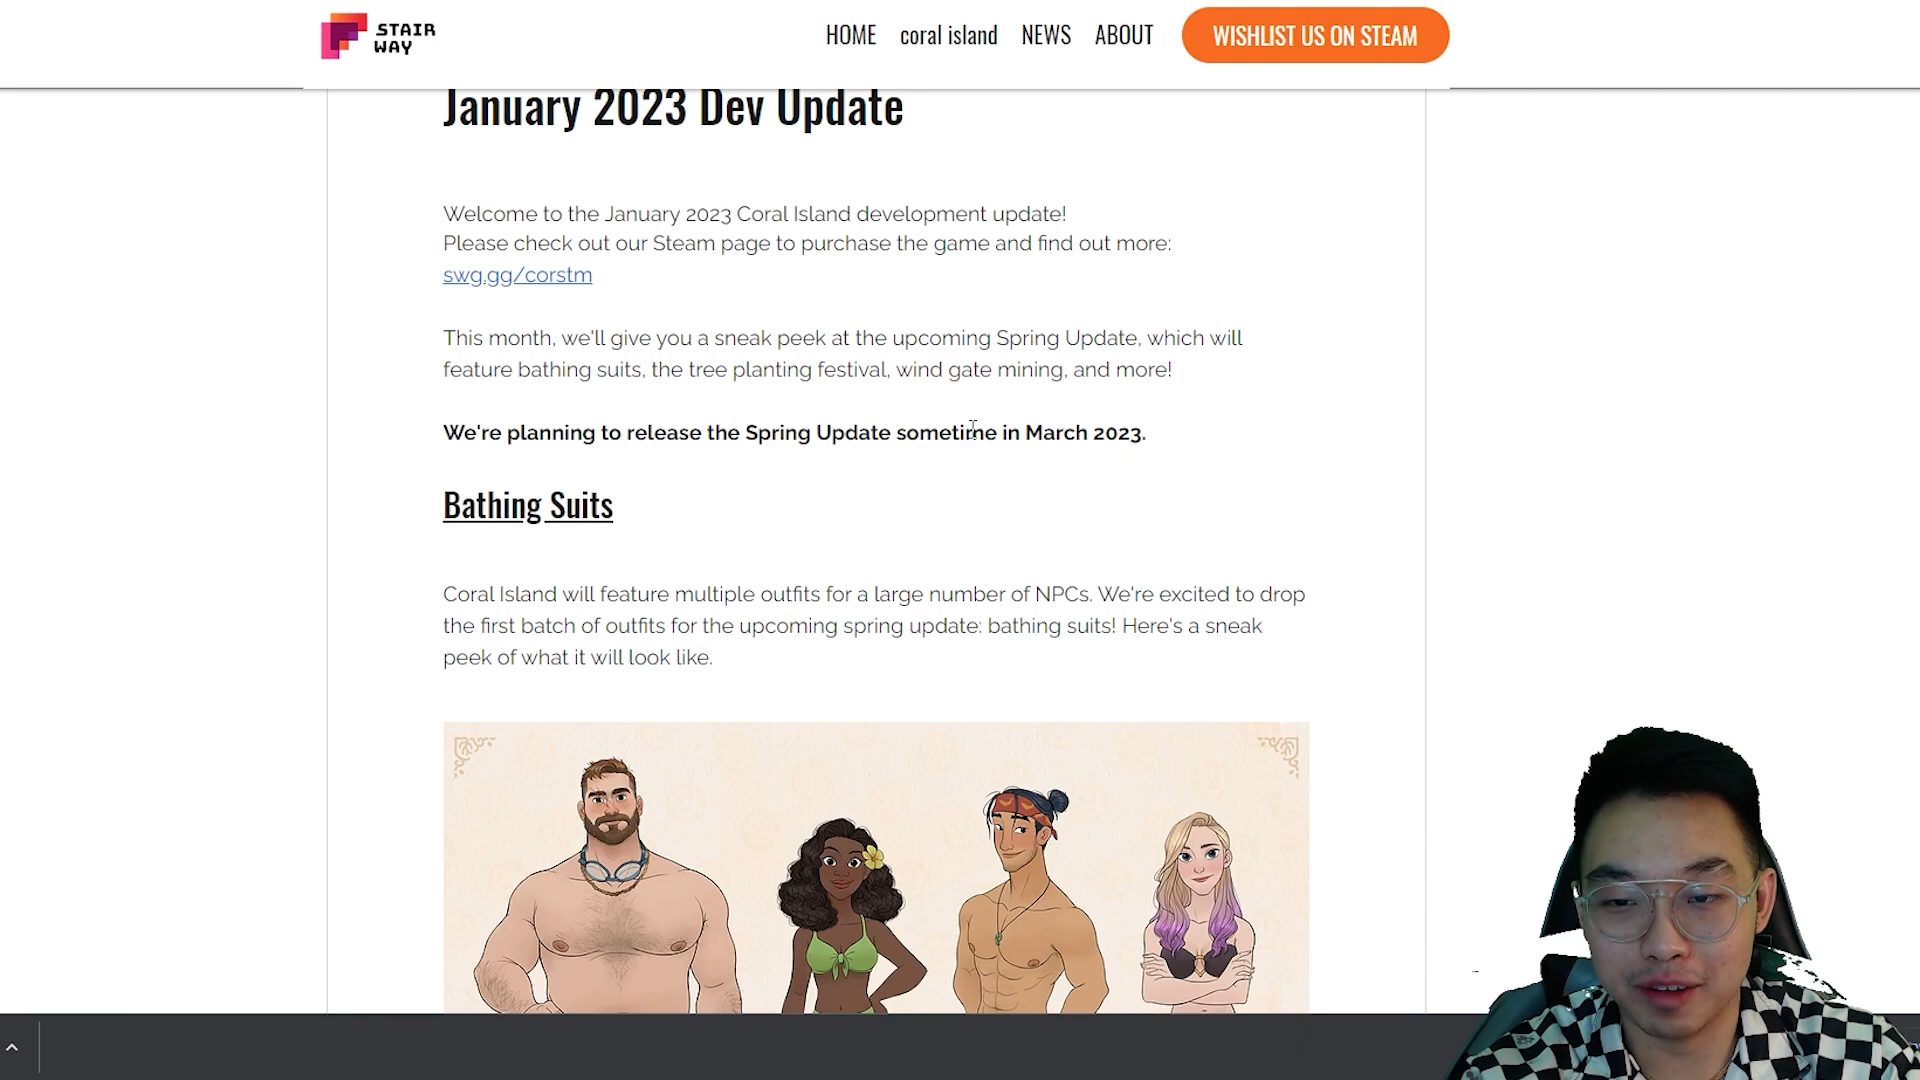 STAIR
WAY
HOME
coral island
NEWS
ABOUT
WISHLIST US ON STEAM
January 2023 Dev Update
Welcome to the January 2023 Coral Island development update!
Please check out our Steam page to purchase the game and find out more:
swg.gg/corstm
This month, we'll give you a sneak peek at the upcoming Spring Update, which will
feature bathing suits, the tree planting festival, wind gate mining, and more!
We're planning to release the Spring Update sometime in March 2023.
Bathing Suits
Coral Island will feature multiple outfits for a large number of NPCs. We're excited to drop
the first batch of outfits for the upcoming spring update: bathing suits! Here's a sneak
peek of what it will look like.